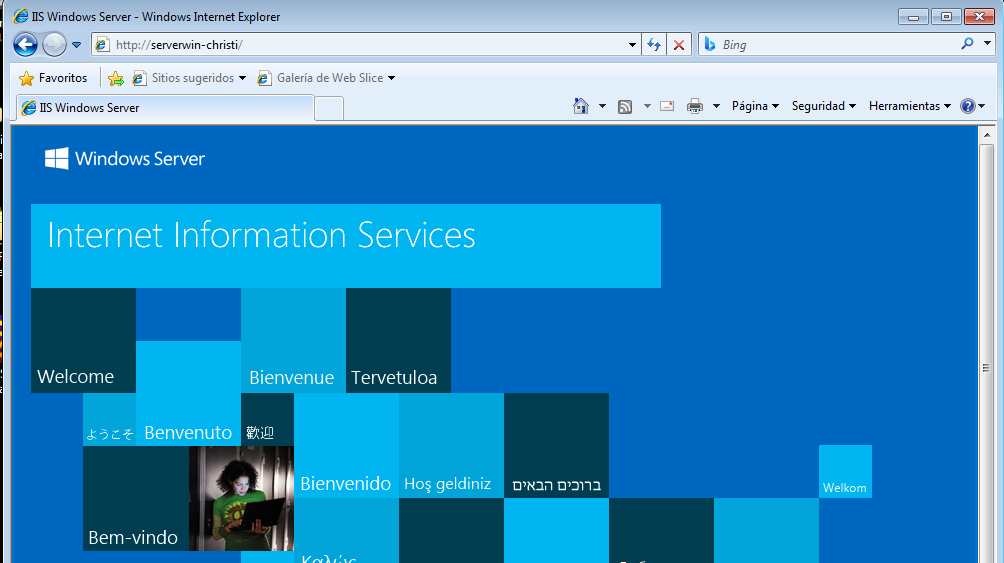 IIS Windows Server - Windows Internet Explorer
http://serverwin-christi/
Bing
Favoritos
Sitios sugeridos
Galería de Web Slice
IIS Windows Server
Página
Seguridad
Herramientas
Windows Server
Internet Information Services
Welcome
Bienvenue
Tervetuloa
ようこそ
Benvenuto
歡迎
Bienvenido
Hoş geldiniz
ברוכים הבאים
Welkom
Bem-vindo